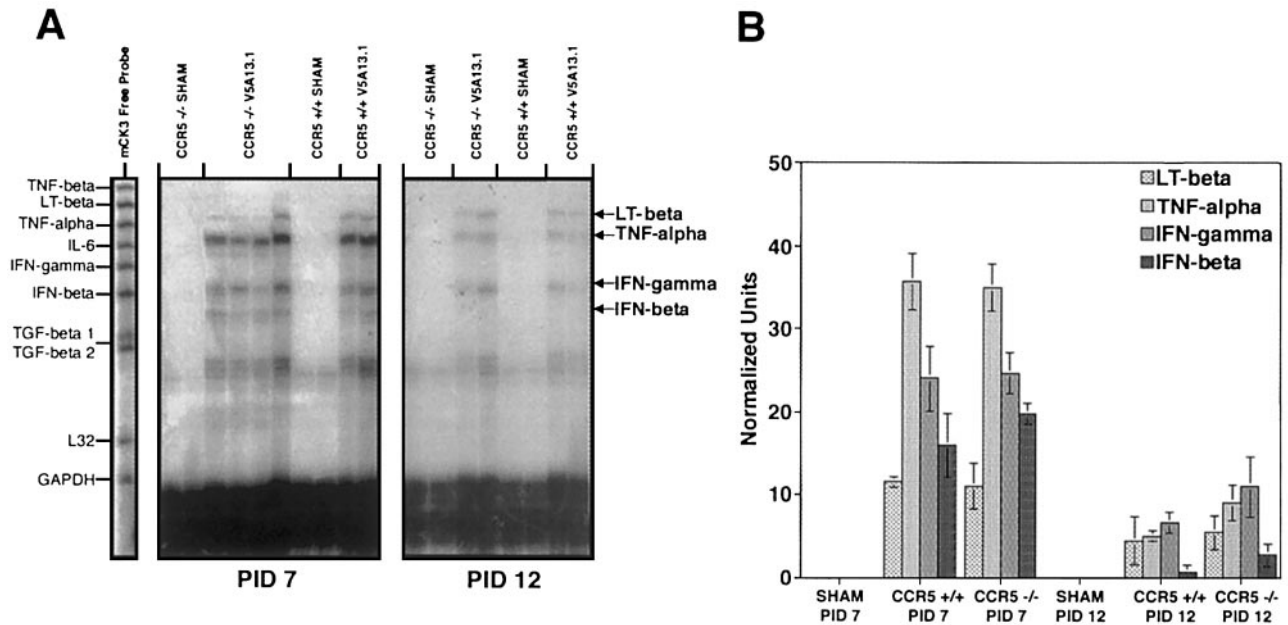 A
mCK3 Free Probe
CCR5 -/- SHAM
CCR5 -/- V5A13.1
CCR5 +/+ SHAM
CCR5 +/+ V5A13.1
CCR5 -/- SHAM
CCR5 -/- V5A13.1
CCR5 +/+ SHAM
CCR5 +/+ V5A13.1
TNF-beta
LT-beta
TNF-alpha
IL-6
IFN-gamma
IFN-beta
TGF-beta 1
TGF-beta 2
L32
GAPDH
LT-beta
TNF-alpha
IFN-gamma
IFN-beta
PID 7
PID 12
B
Normalized Units
50
40
30
20
10
0
LT-beta
TNF-alpha
IFN-gamma
IFN-beta
SHAM
PID 7
CCR5 +/+
PID 7
CCR5 -/-
PID 7
SHAM
PID 12
CCR5 +/+
PID 12
CCR5 -/-
PID 12